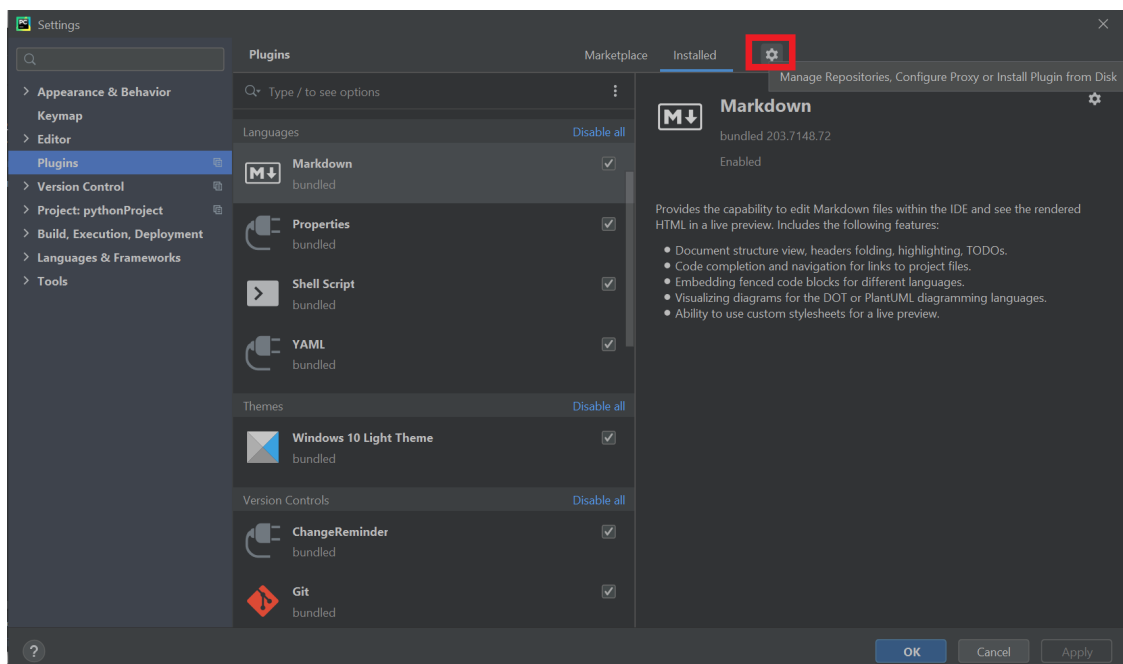 PC Settings
Plugins
Marketplace
Installed
Manage Repositories, Configure Proxy or Install Plugin from Disk
Appearance & Behavior
Keymap
Editor
Plugins
Version Control
Project: pythonProject
Build, Execution, Deployment
Languages & Frameworks
Tools
Type / to see options
Languages
Disable all
M Markdown
bundled
Properties
bundled
Shell Script
bundled
YAML
bundled
Themes
Disable all
Windows 10 Light Theme
bundled
Version Controls
Disable all
ChangeReminder
bundled
Git
bundled
M Markdown
bundled 203.7148.72
Enabled
Provides the capability to edit Markdown files within the IDE and see the rendered
HTML in a live preview. Includes the following features:
• Document structure view, headers folding, highlighting, TODOs.
• Code completion and navigation for links to project files.
• Embedding fenced code blocks for different languages.
• Visualizing diagrams for the DOT or PlantUML diagramming languages.
• Ability to use custom stylesheets for a live preview.
?
OK
Cancel
Apply